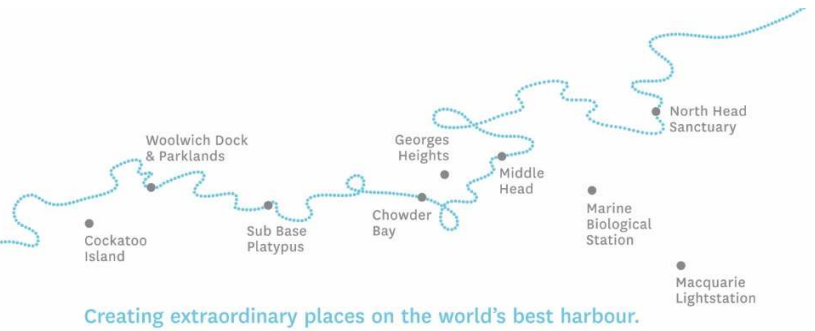 Woolwich Dock
& Parklands
Cockatoo
Island
Sub Base
Platypus
Georges
Heights
Chowder
Bay
Middle
Head
North Head
Sanctuary
Marine
Biological
Station
Macquarie
Lightstation
Creating extraordinary places on the world's best harbour.